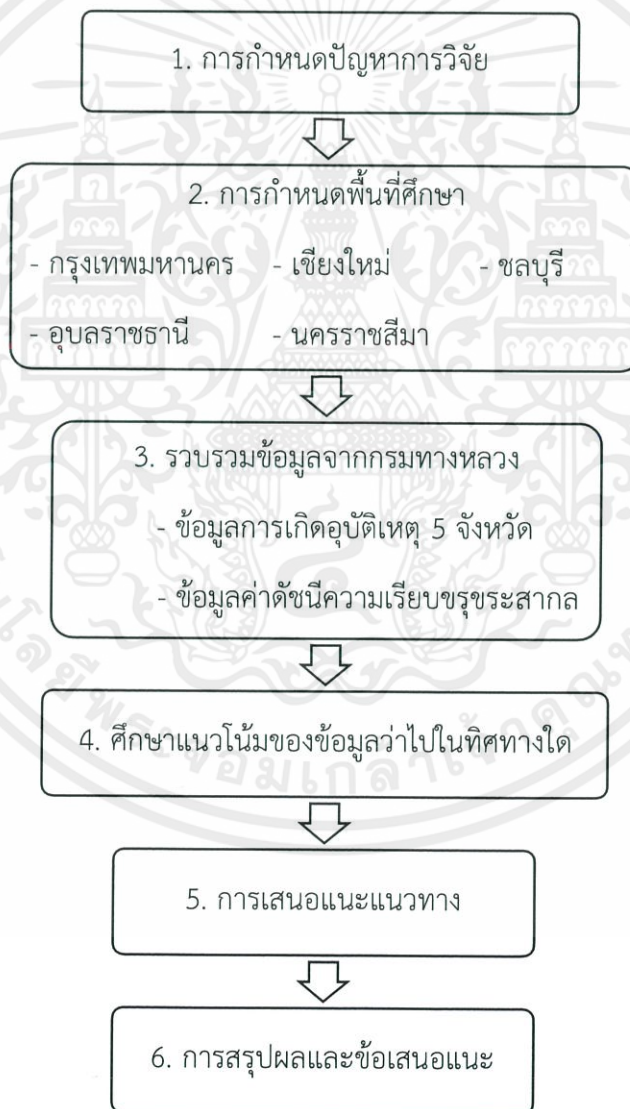 1. การกำหนดปัญหาการวิจัย
2. การกำหนดพื้นที่ศึกษา
- กรุงเทพมหานคร - เชียงใหม่ - ชลบุรี
- อุบลราชธานี - นครราชสีมา
3. รวบรวมข้อมูลจากกรมทางหลวง
- ข้อมูลการเกิดอุบัติเหตุ 5 จังหวัด
- ข้อมูลค่าดัชนีความเรียบขรุขระสากล
4. ศึกษาแนวโน้มของข้อมูลว่าไปในทิศทางใด
5. การเสนอแนะแนวทาง
6. การสรุปผลและข้อเสนอแนะ